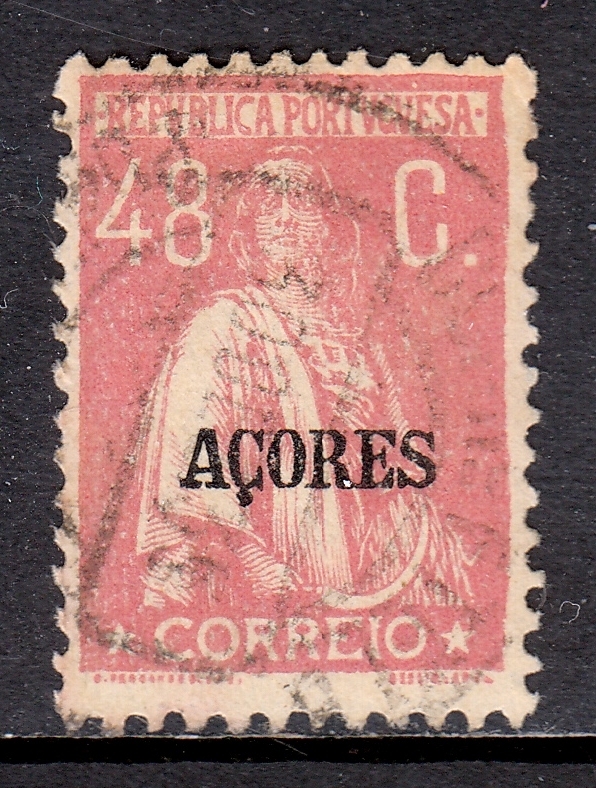 · REPUBLICA PORTUGUESA ·
48 C.
AÇORES
★ CORREIO ★